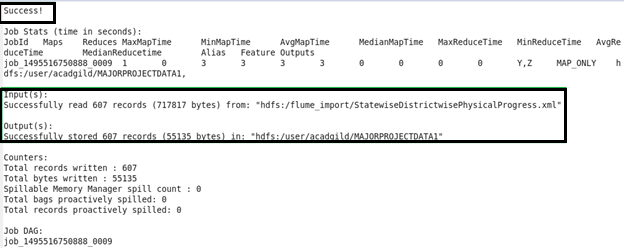 Success!
Job Stats (time in seconds):
JobId Maps Reduces MaxMapTime MinMapTIme AvgMapTime MedianMapTime MaxReduceTime MinReduceTime AvgRe
duceTime MedianReducetime Alias Feature Outputs
job_1495516750888_0009 1 0 3 3 3 3 0 0 0 0 Y,Z MAP_ONLY h
dfs:/user/acadgild/MAJORPROJECTDATA1,
Input(s):
Successfully read 607 records (717817 bytes) from: "hdfs:/flume_import/StatewiseDistrictwisePhysicalProgress.xml"
Output(s):
Successfully stored 607 records (55135 bytes) in: "hdfs:/user/acadgild/MAJORPROJECTDATA1"
Counters:
Total records written : 607
Total bytes written : 55135
Spillable Memory Manager spill count : 0
Total bags proactively spilled: 0
Total records proactively spilled: 0
Job DAG:
job_1495516750888_0009